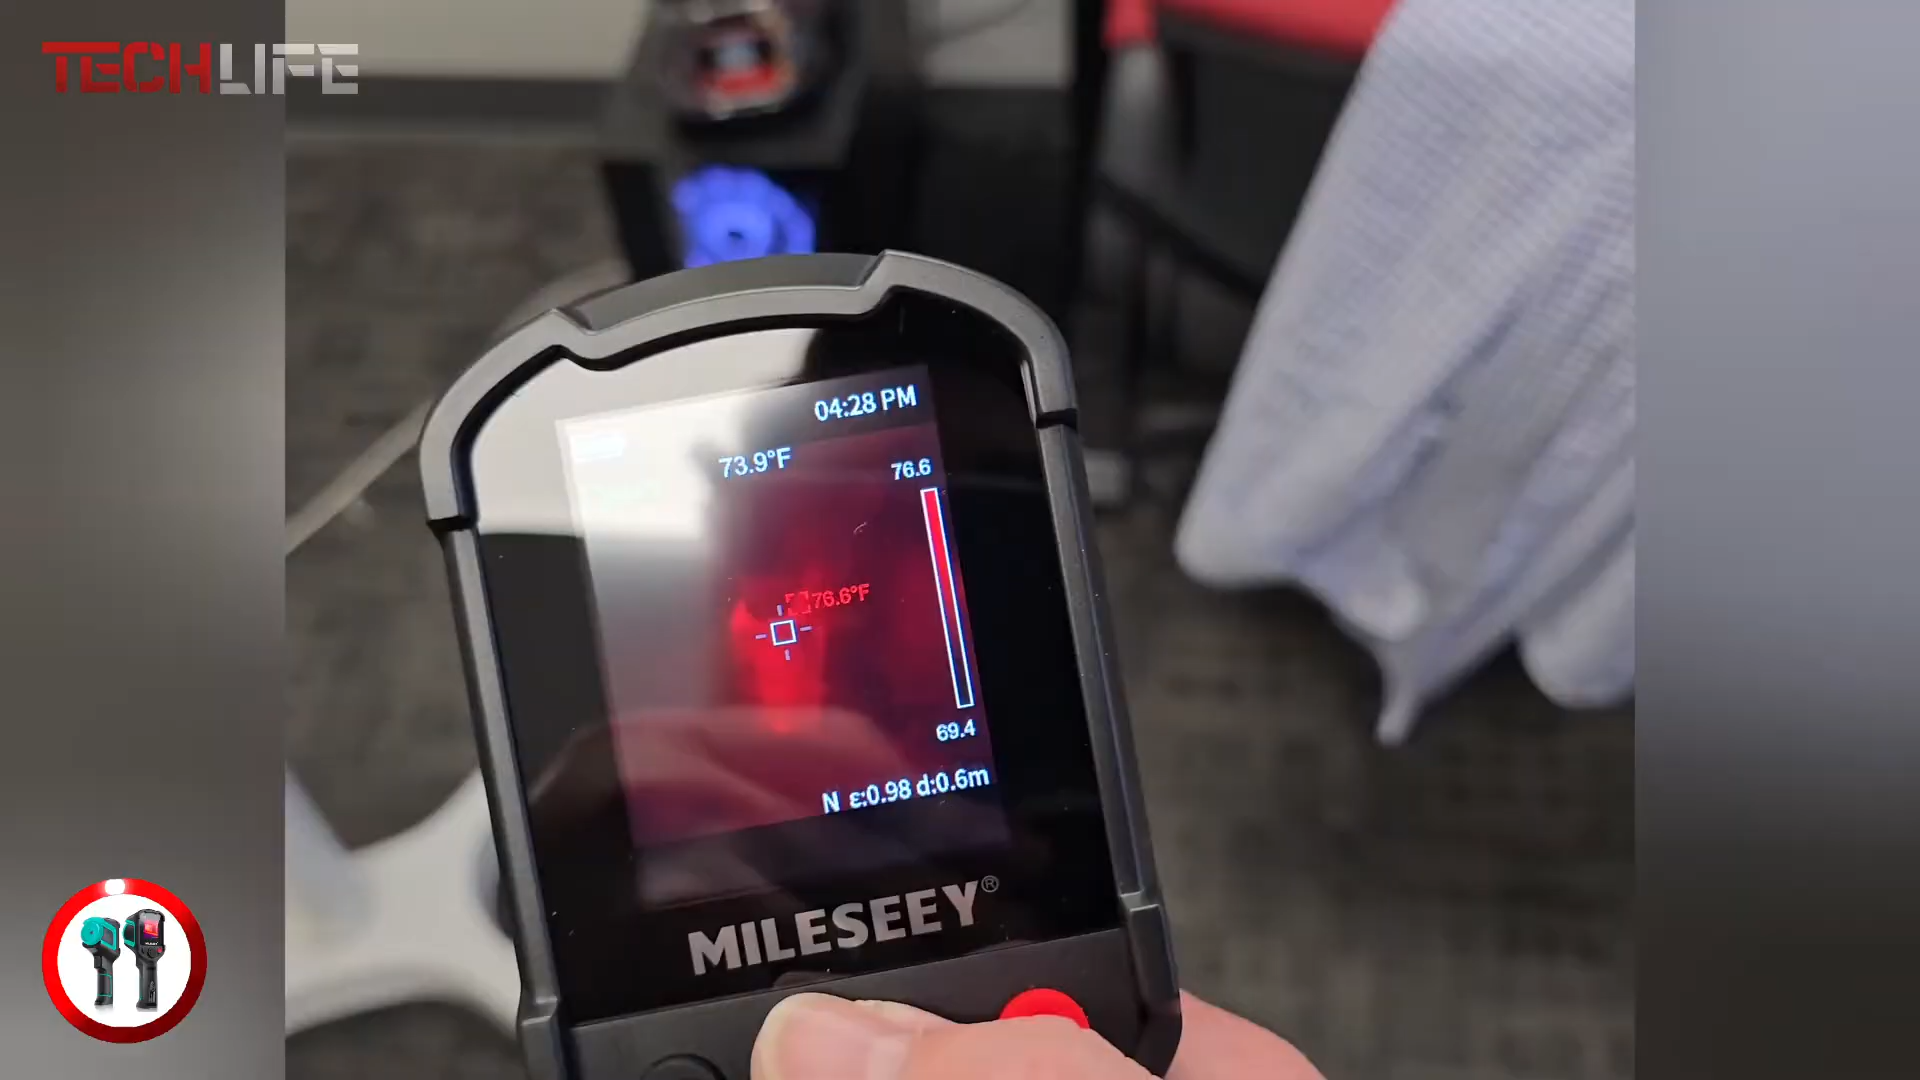 TECHLIFE
04:28 PM
73.9°F
76.6
76.6°F
69.4
N ε:0.98 d:0.6m
MILESEEY®